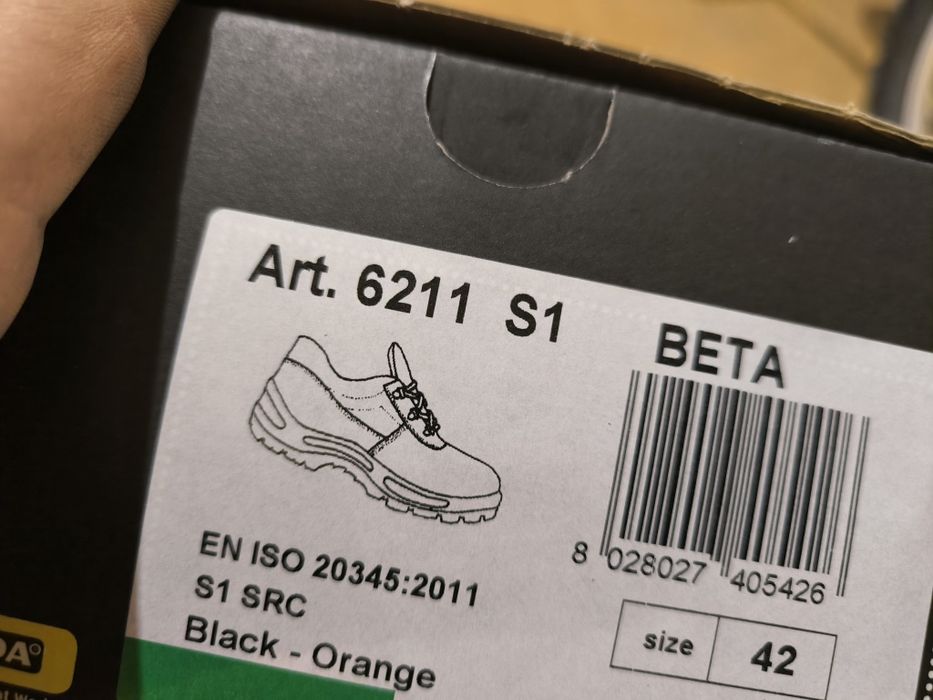 Art. 6211 S1
BETA
8 028027 405426
EN ISO 20345:2011
S1 SRC
Black - Orange
size 42